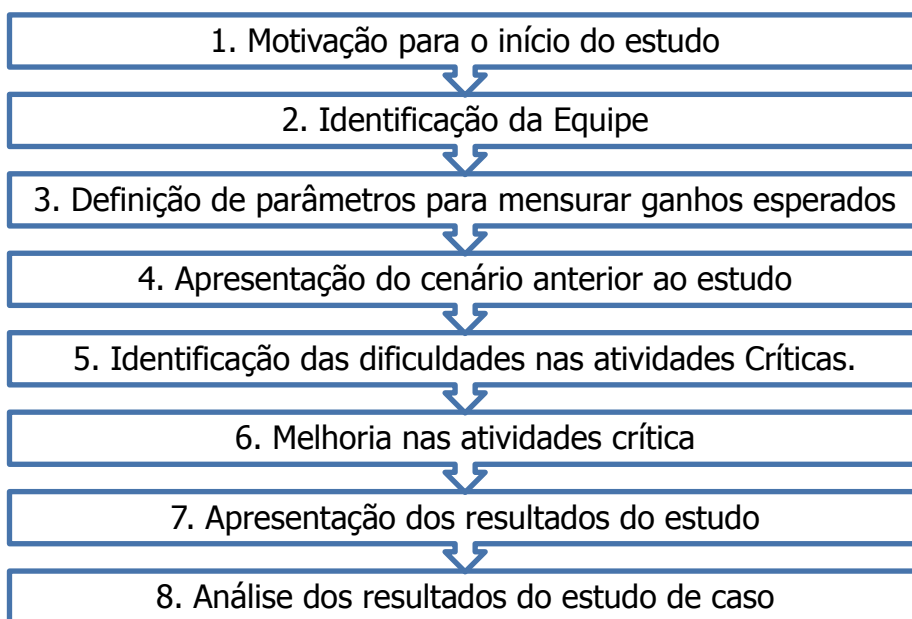 1. Motivação para o início do estudo
2. Identificação da Equipe
3. Definição de parâmetros para mensurar ganhos esperados
4. Apresentação do cenário anterior ao estudo
5. Identificação das dificuldades nas atividades Críticas.
6. Melhoria nas atividades crítica
7. Apresentação dos resultados do estudo
8. Análise dos resultados do estudo de caso